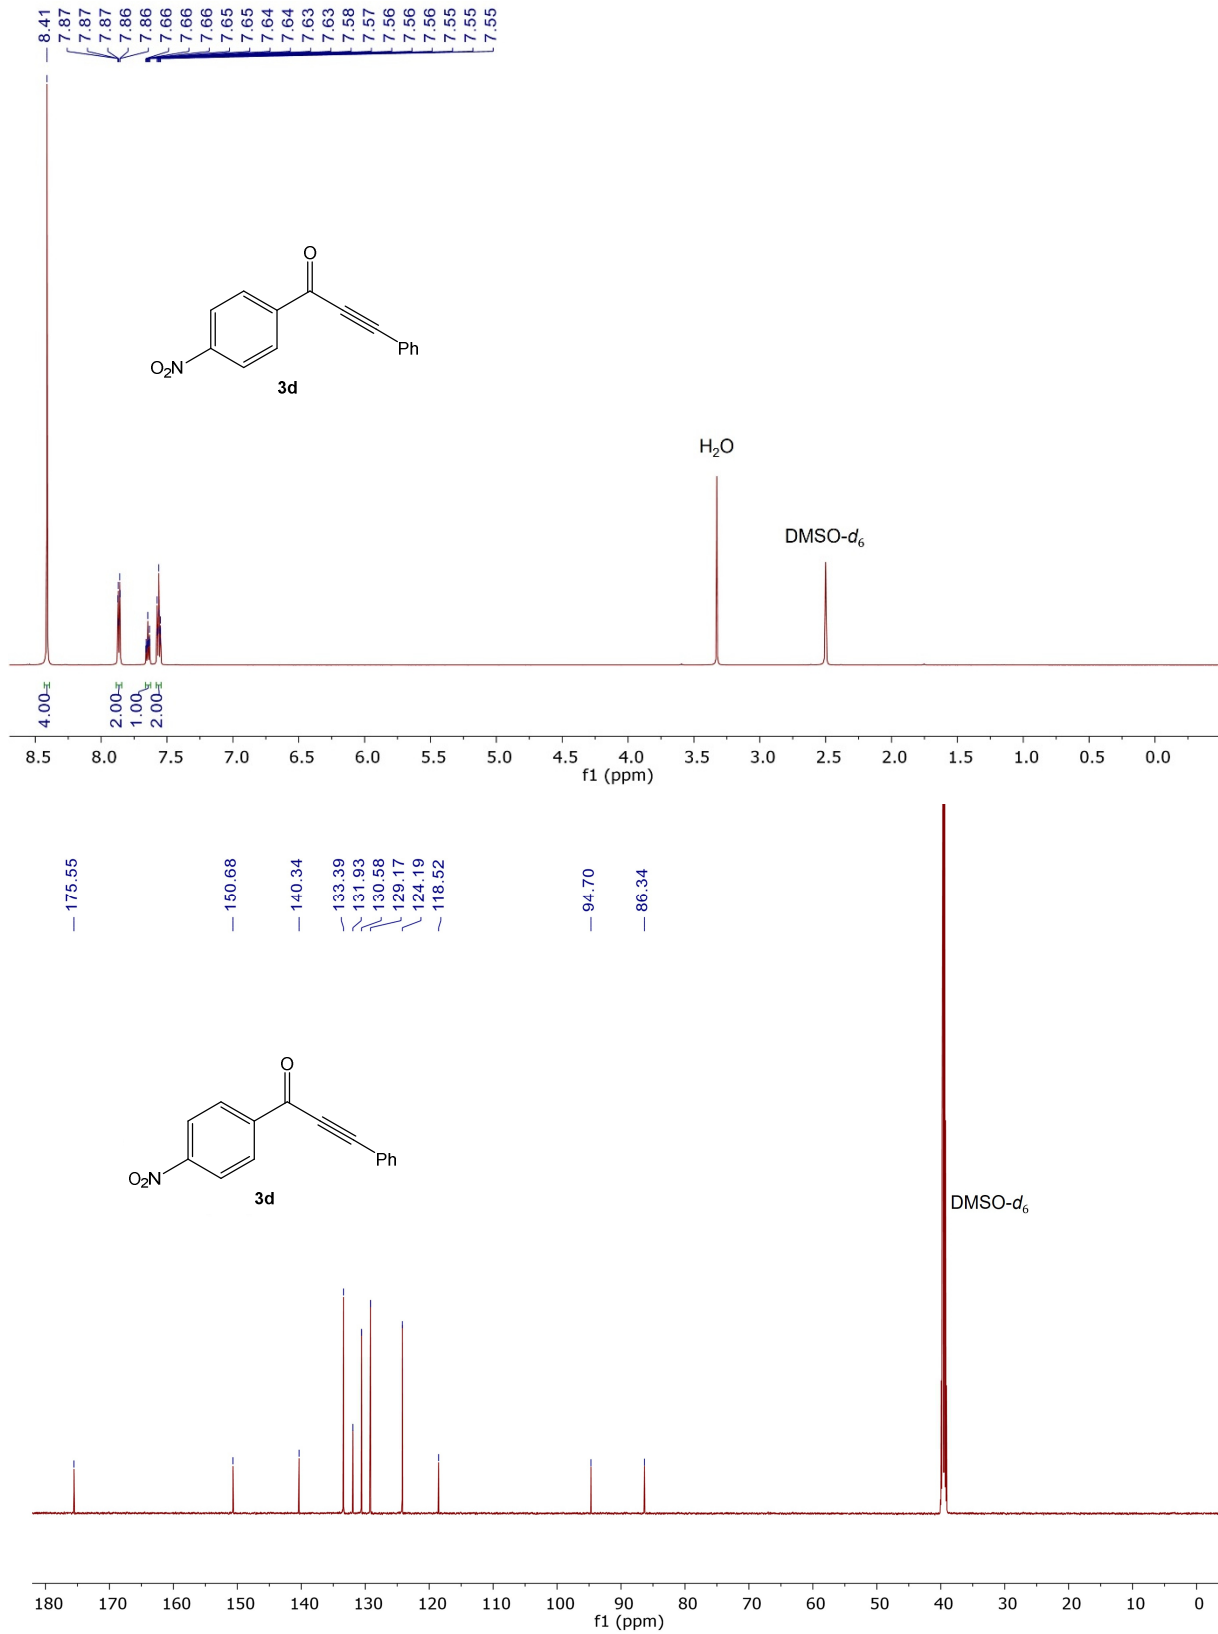 8.41
7.87
7.87
7.87
7.86
7.86
7.66
7.66
7.66
7.65
7.65
7.64
7.64
7.63
7.63
7.58
7.57
7.56
7.56
7.56
7.55
7.55
7.55
O
O₂N
Ph
3d
H₂O
DMSO-d₆
4.00
2.00
1.00
2.00
8.5 8.0 7.5 7.0 6.5 6.0 5.5 5.0 4.5 4.0 3.5 3.0 2.5 2.0 1.5 1.0 0.5 0.0
f1 (ppm)
175.55
150.68
140.34
133.39
131.93
130.58
129.17
124.19
118.52
94.70
86.34
O
O₂N
Ph
3d
DMSO-d₆
180 170 160 150 140 130 120 110 100 90 80 70 60 50 40 30 20 10 0
f1 (ppm)